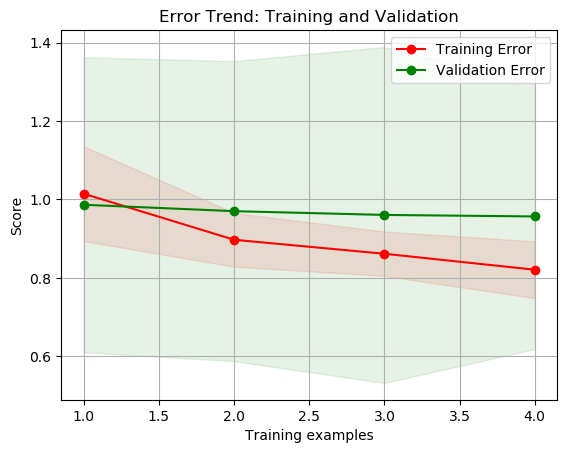 Error Trend: Training and Validation
Training Error
Validation Error
Score
1.4
1.2
1.0
0.8
0.6
1.0 1.5 2.0 2.5 3.0 3.5 4.0
Training examples